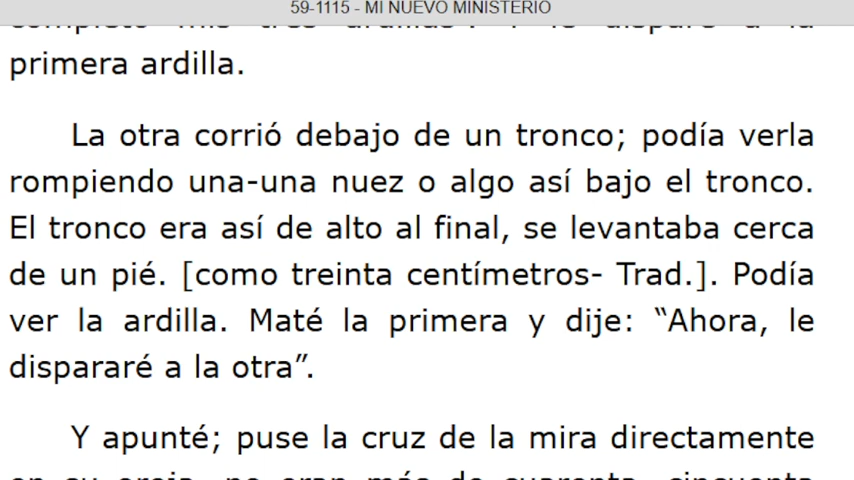 59-1115 - MI NUEVO MINISTERIO
primera ardilla.
La otra corrió debajo de un tronco; podía verla
rompiendo una-una nuez o algo así bajo el tronco.
El tronco era así de alto al final, se levantaba cerca
de un pié. [como treinta centímetros- Trad.]. Podía
ver la ardilla. Maté la primera y dije: “Ahora, le
dispararé a la otra”.
Y apunté; puse la cruz de la mira directamente